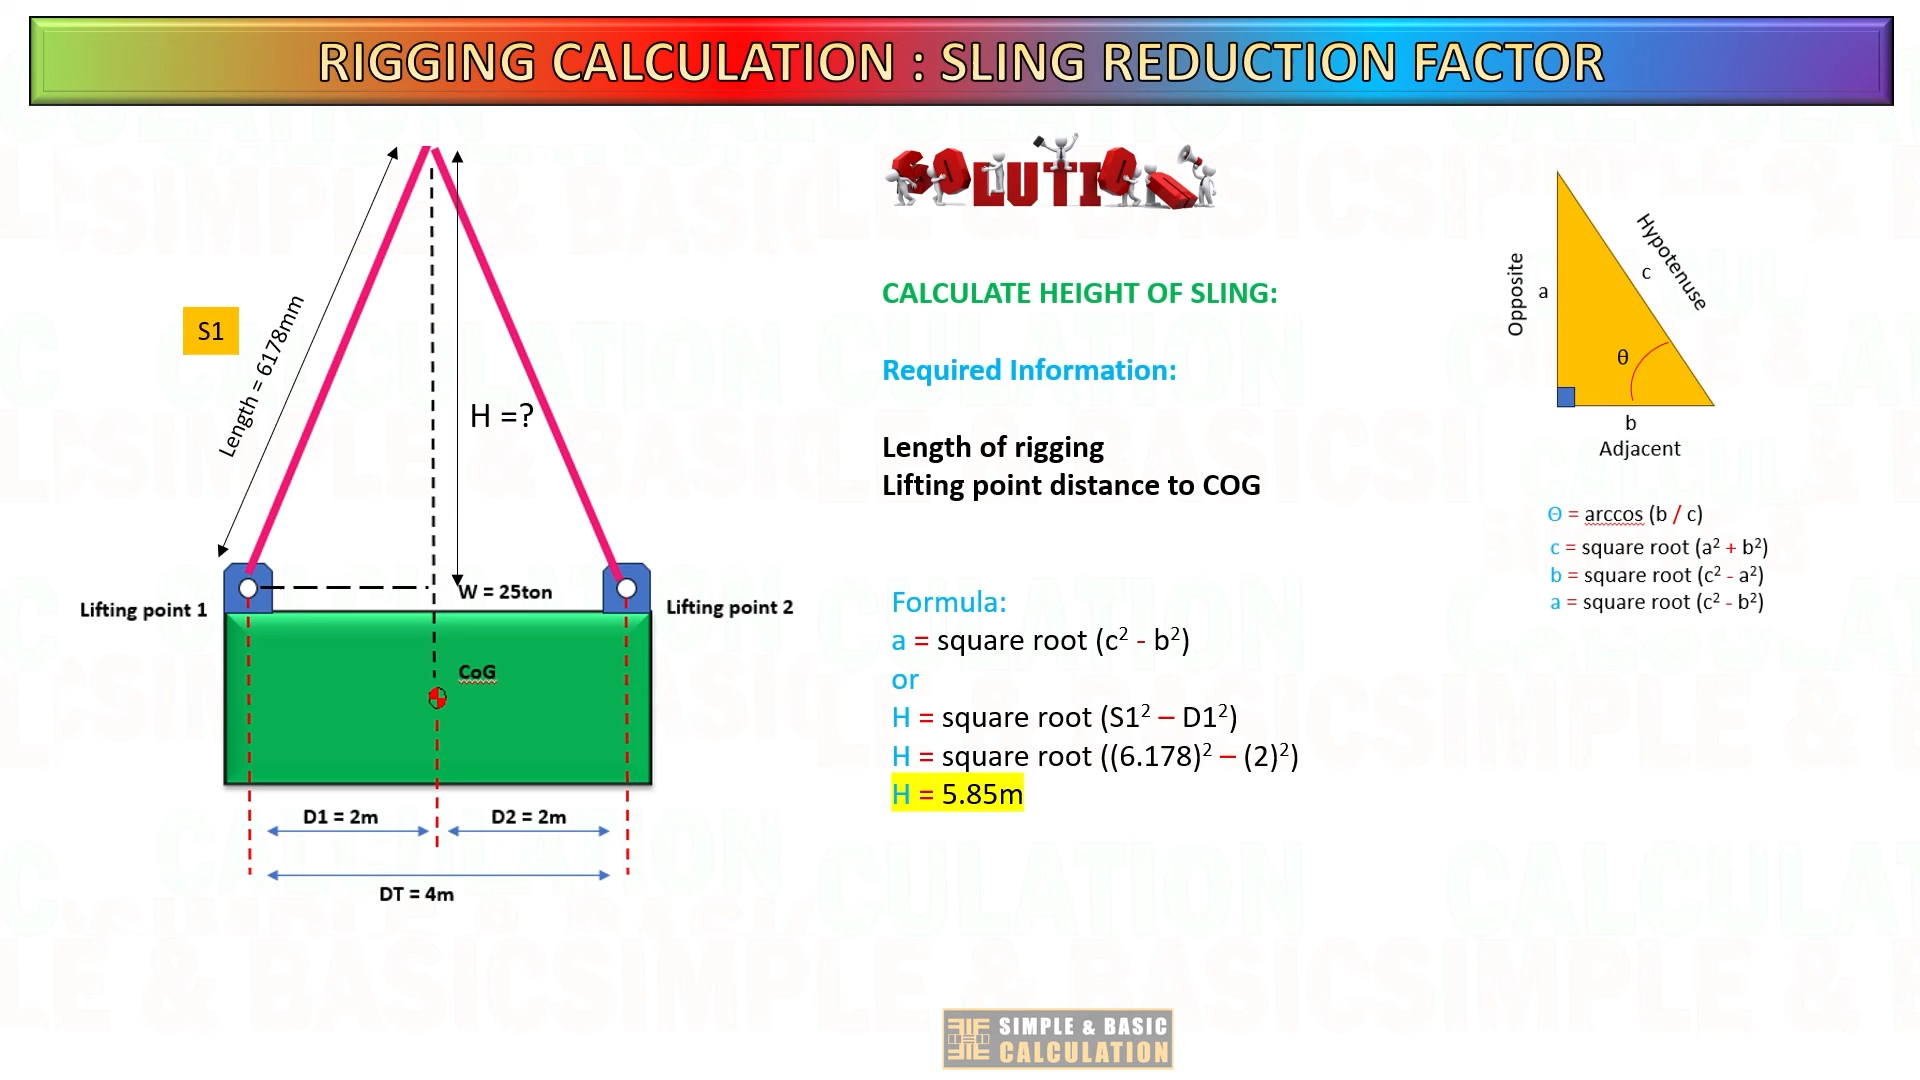 RIGGING CALCULATION : SLING REDUCTION FACTOR
SOLUTION
S1
Length = 6178mm
H =?
W = 25ton
Lifting point 1
Lifting point 2
CoG
D1 = 2m
D2 = 2m
DT = 4m
CALCULATE HEIGHT OF SLING:
Required Information:
Length of rigging
Lifting point distance to COG
Formula:
a = square root (c² - b²)
or
H = square root (S1² – D1²)
H = square root ((6.178)² – (2)²)
H = 5.85m
Opposite
a
Hypotenuse
c
θ
b
Adjacent
Θ = arccos (b / c)
c = square root (a² + b²)
b = square root (c² - a²)
a = square root (c² - b²)
SIMPLE & BASIC
CALCULATION